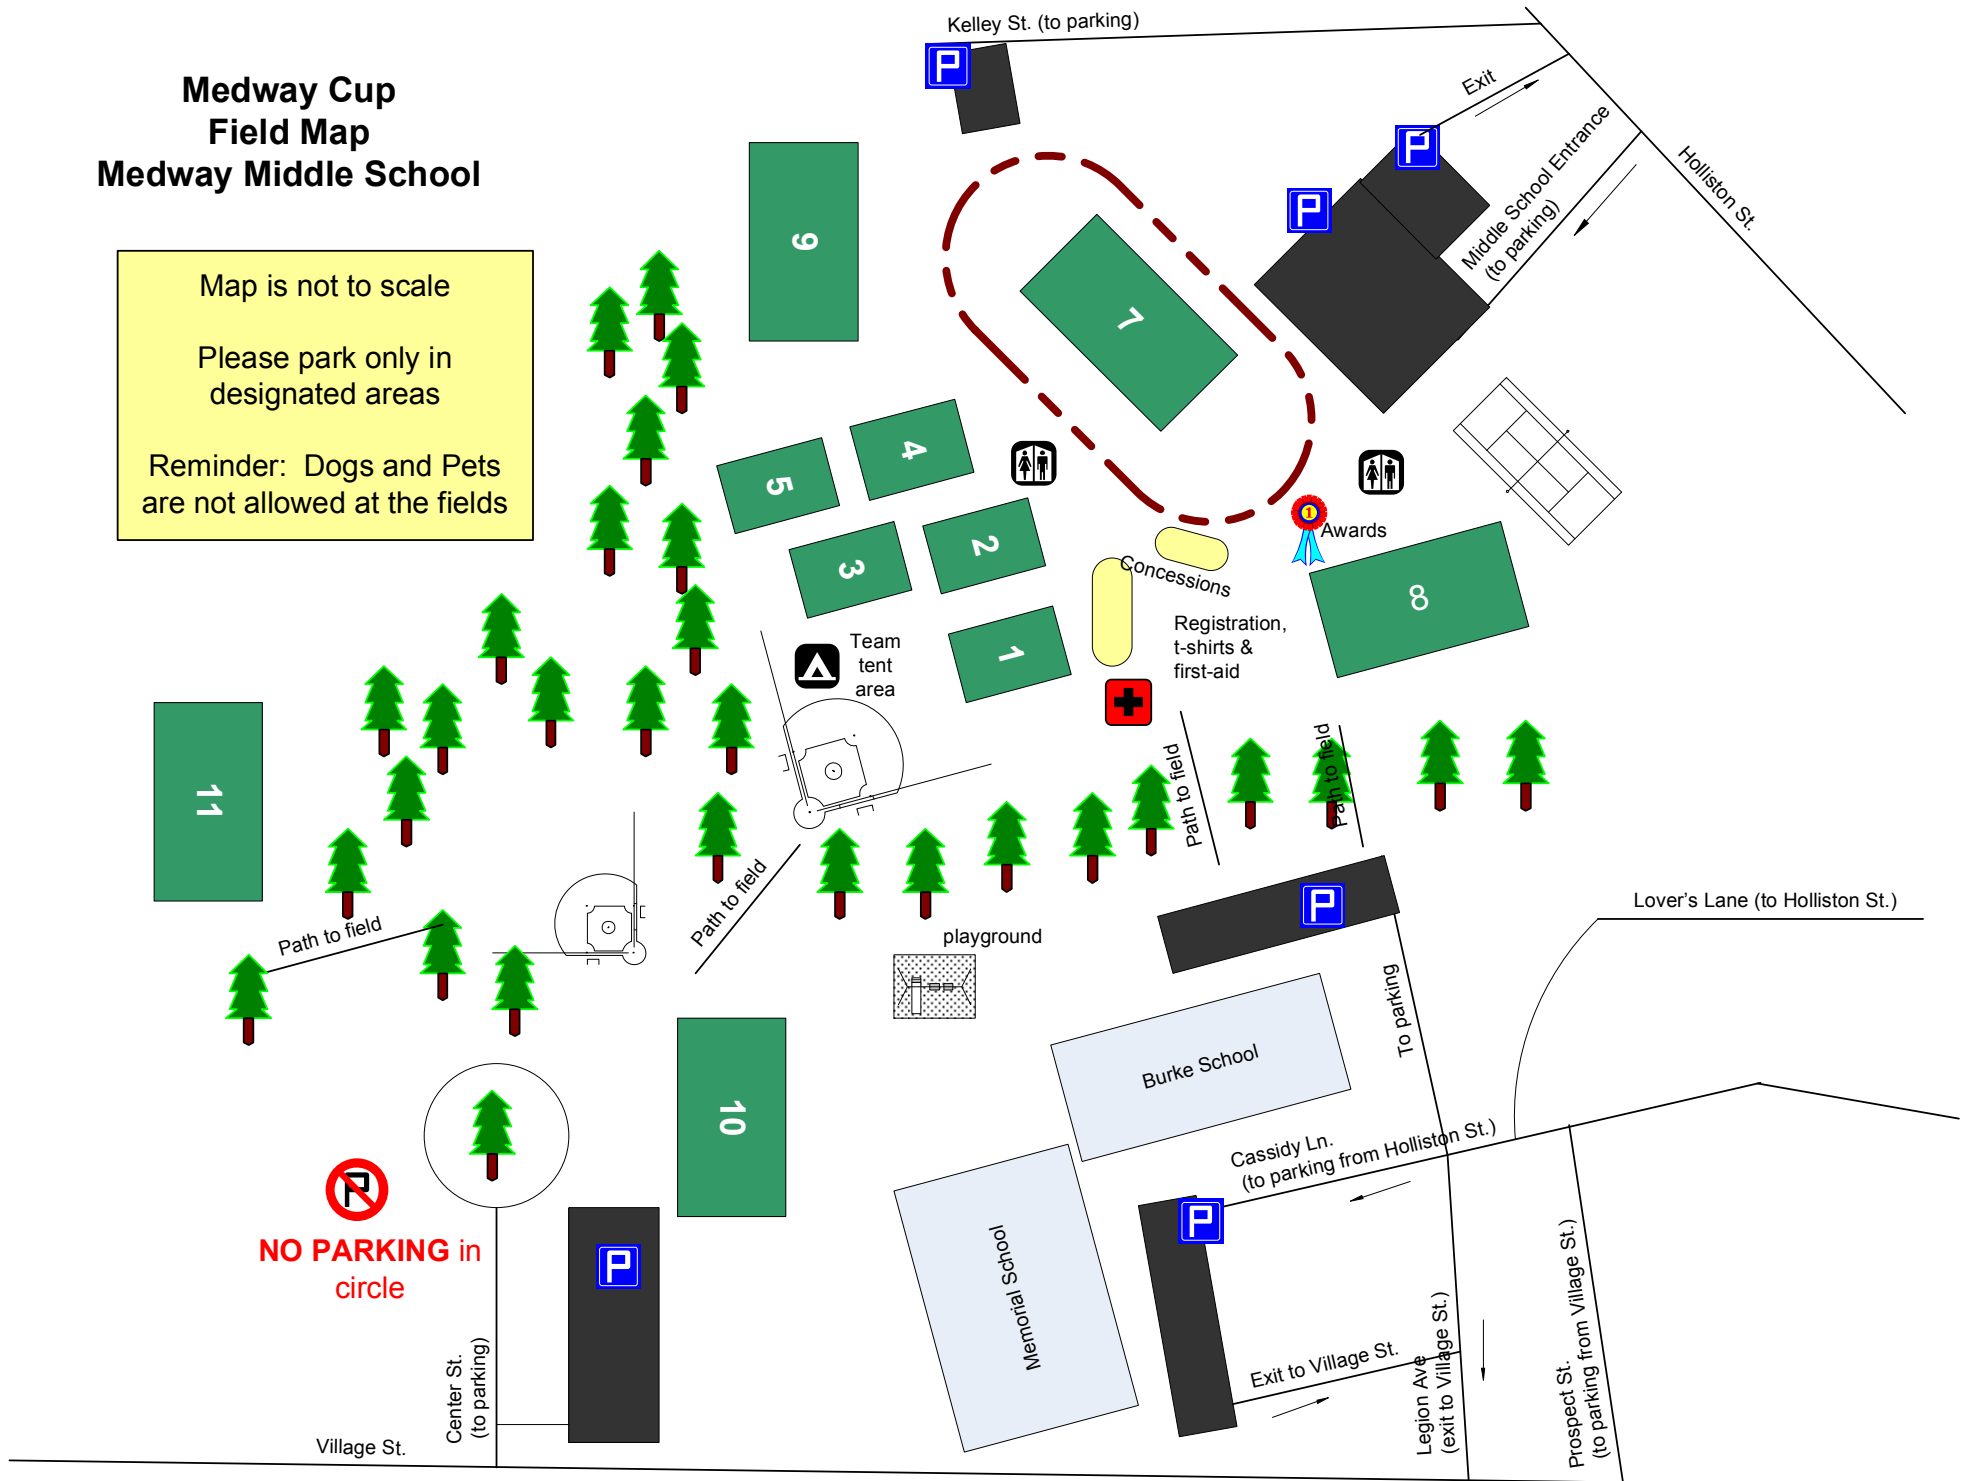 Medway Cup
Field Map
Medway Middle School
Map is not to scale
Please park only in
designated areas
Reminder: Dogs and Pets
are not allowed at the fields
Kelley St. (to parking)
P
Exit
P
P
Middle School Entrance
(to parking)
Holliston St.
9
7
4
5
2
3
1
1
Awards
Concessions
8
Registration,
t-shirts &
first-aid
Team
tent
area
11
Path to field
Path to field
Path to field
Path to field
playground
P
Lover's Lane (to Holliston St.)
To parking
Burke School
10
Cassidy Ln.
(to parking from Holliston St.)
P
P
NO PARKING in
circle
P
Memorial School
Center St.
(to parking)
Exit to Village St.
Legion Ave
(exit to Village St.)
Prospect St.
(to parking from Village St.)
Village St.